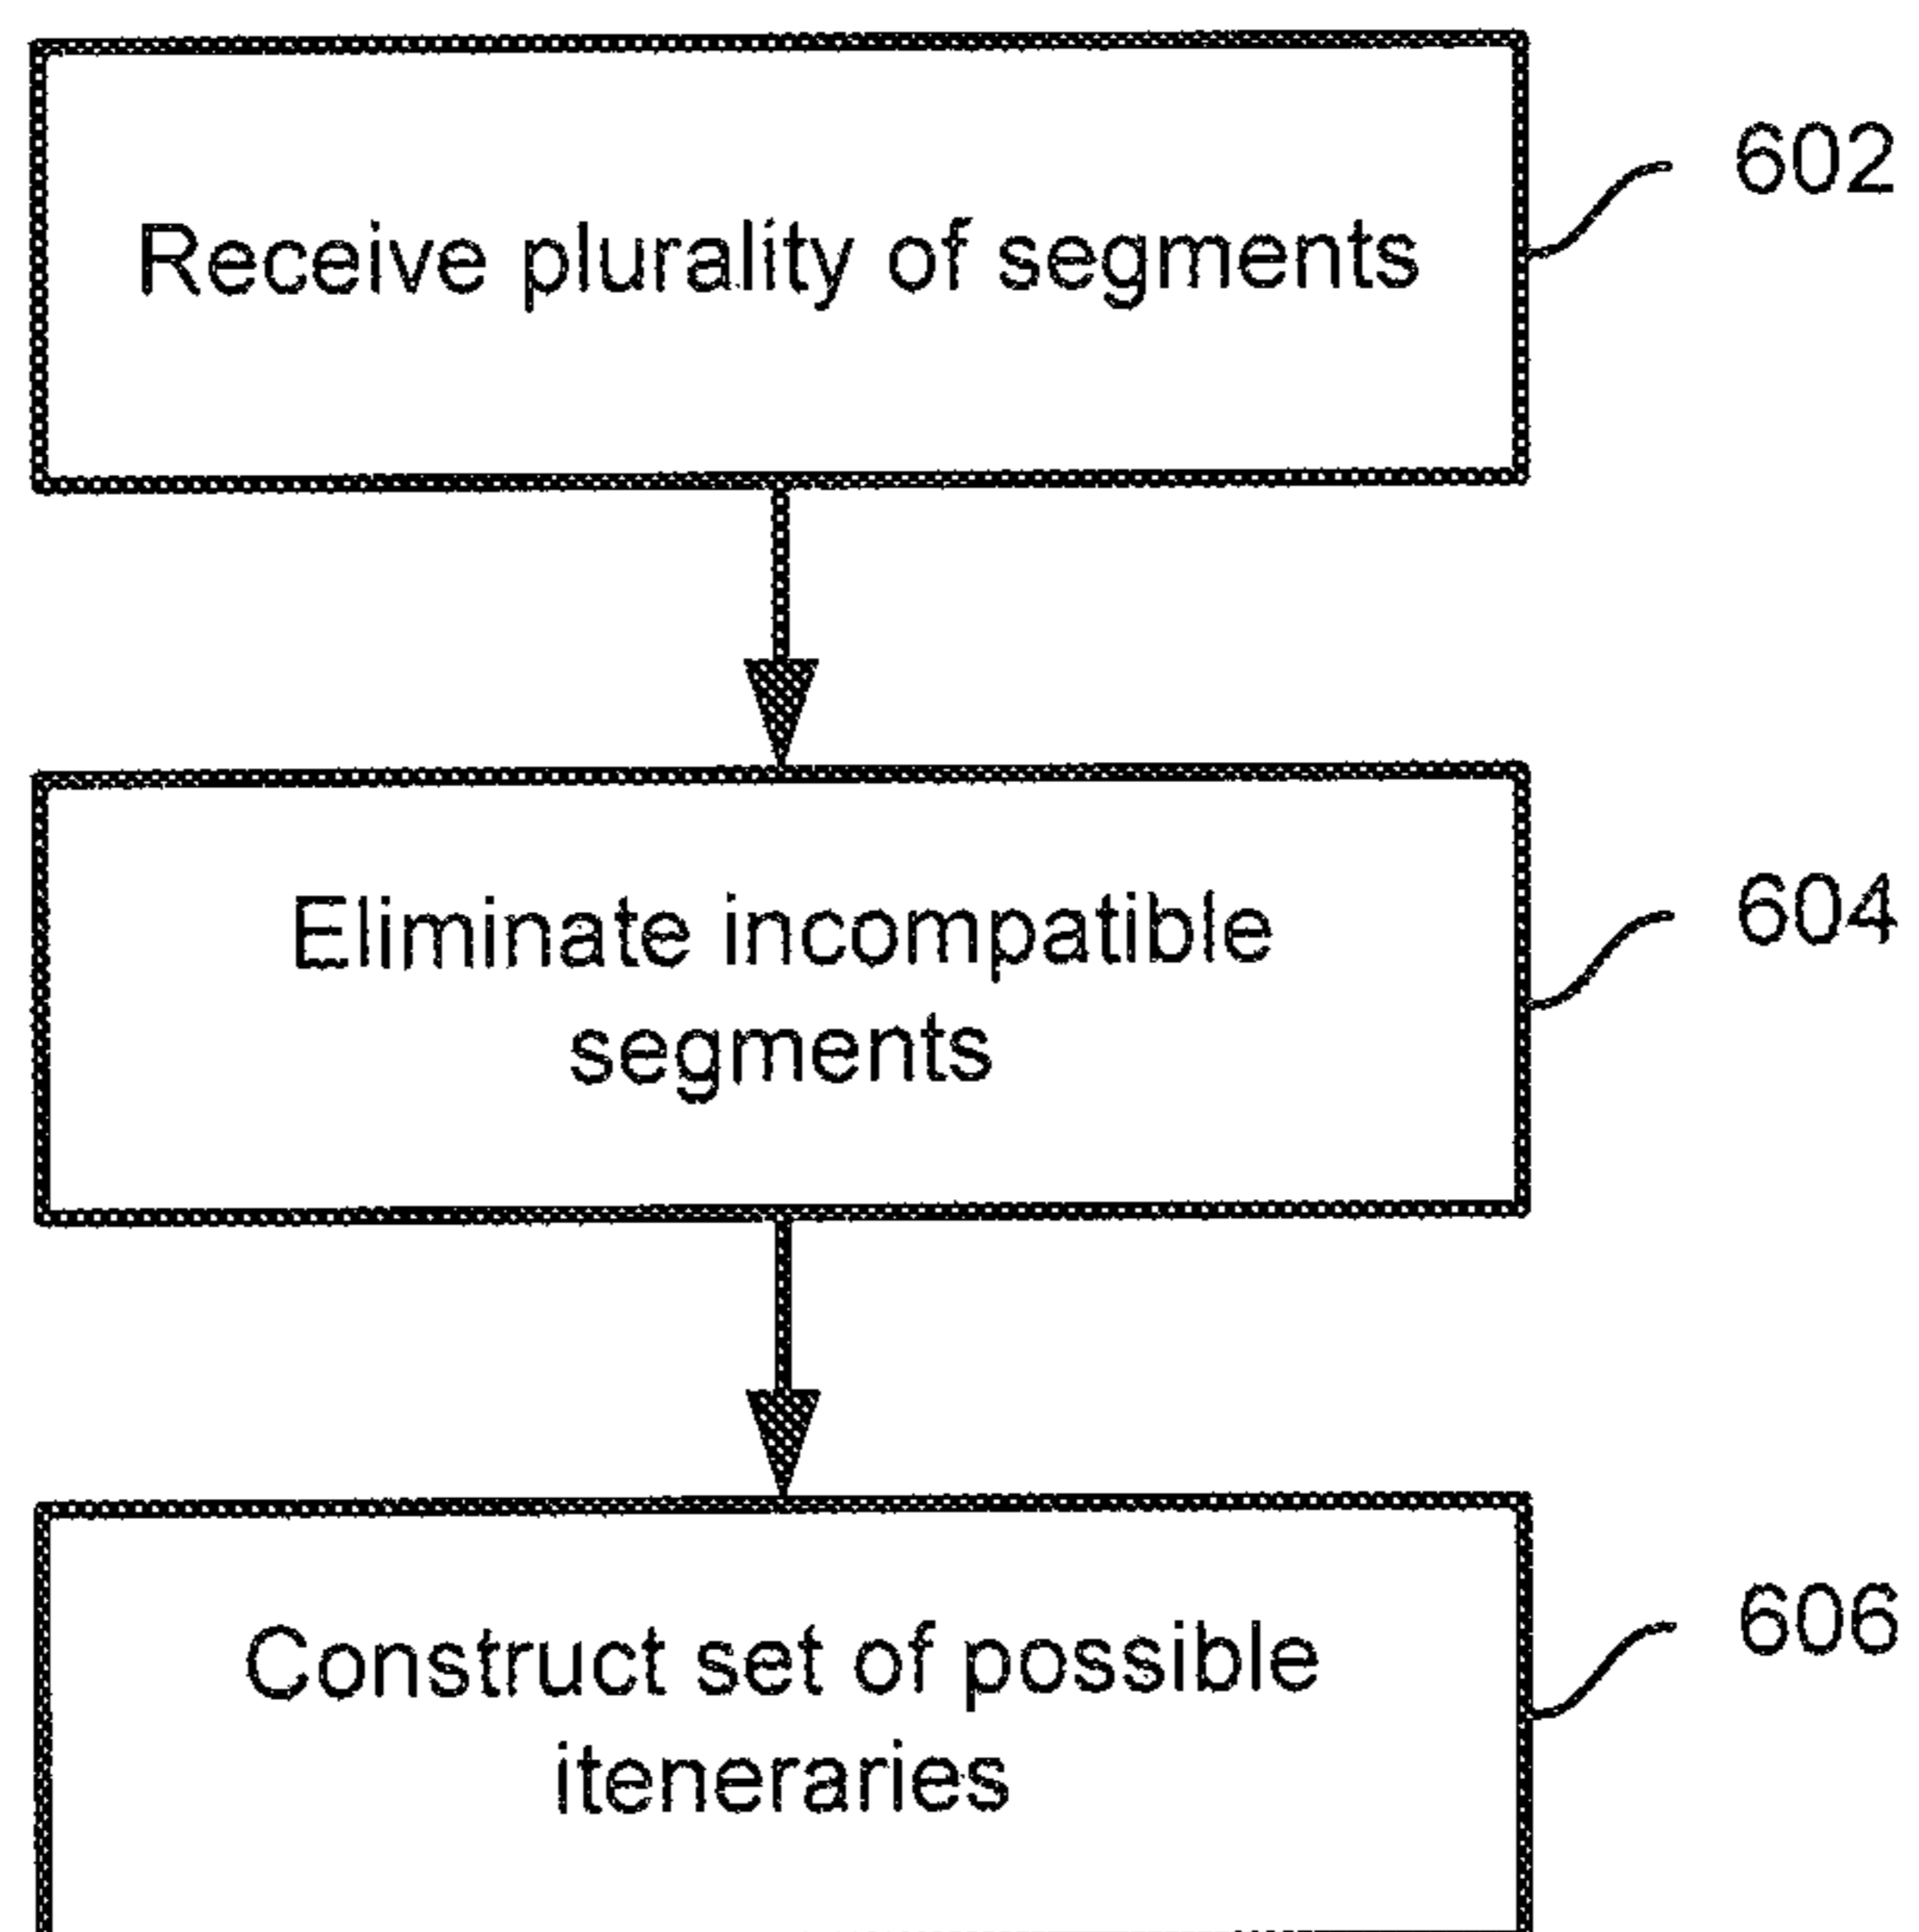 Receive plurality of segments
602
Eliminate incompatible
segments
604
Construct set of possible
iteneraries
606